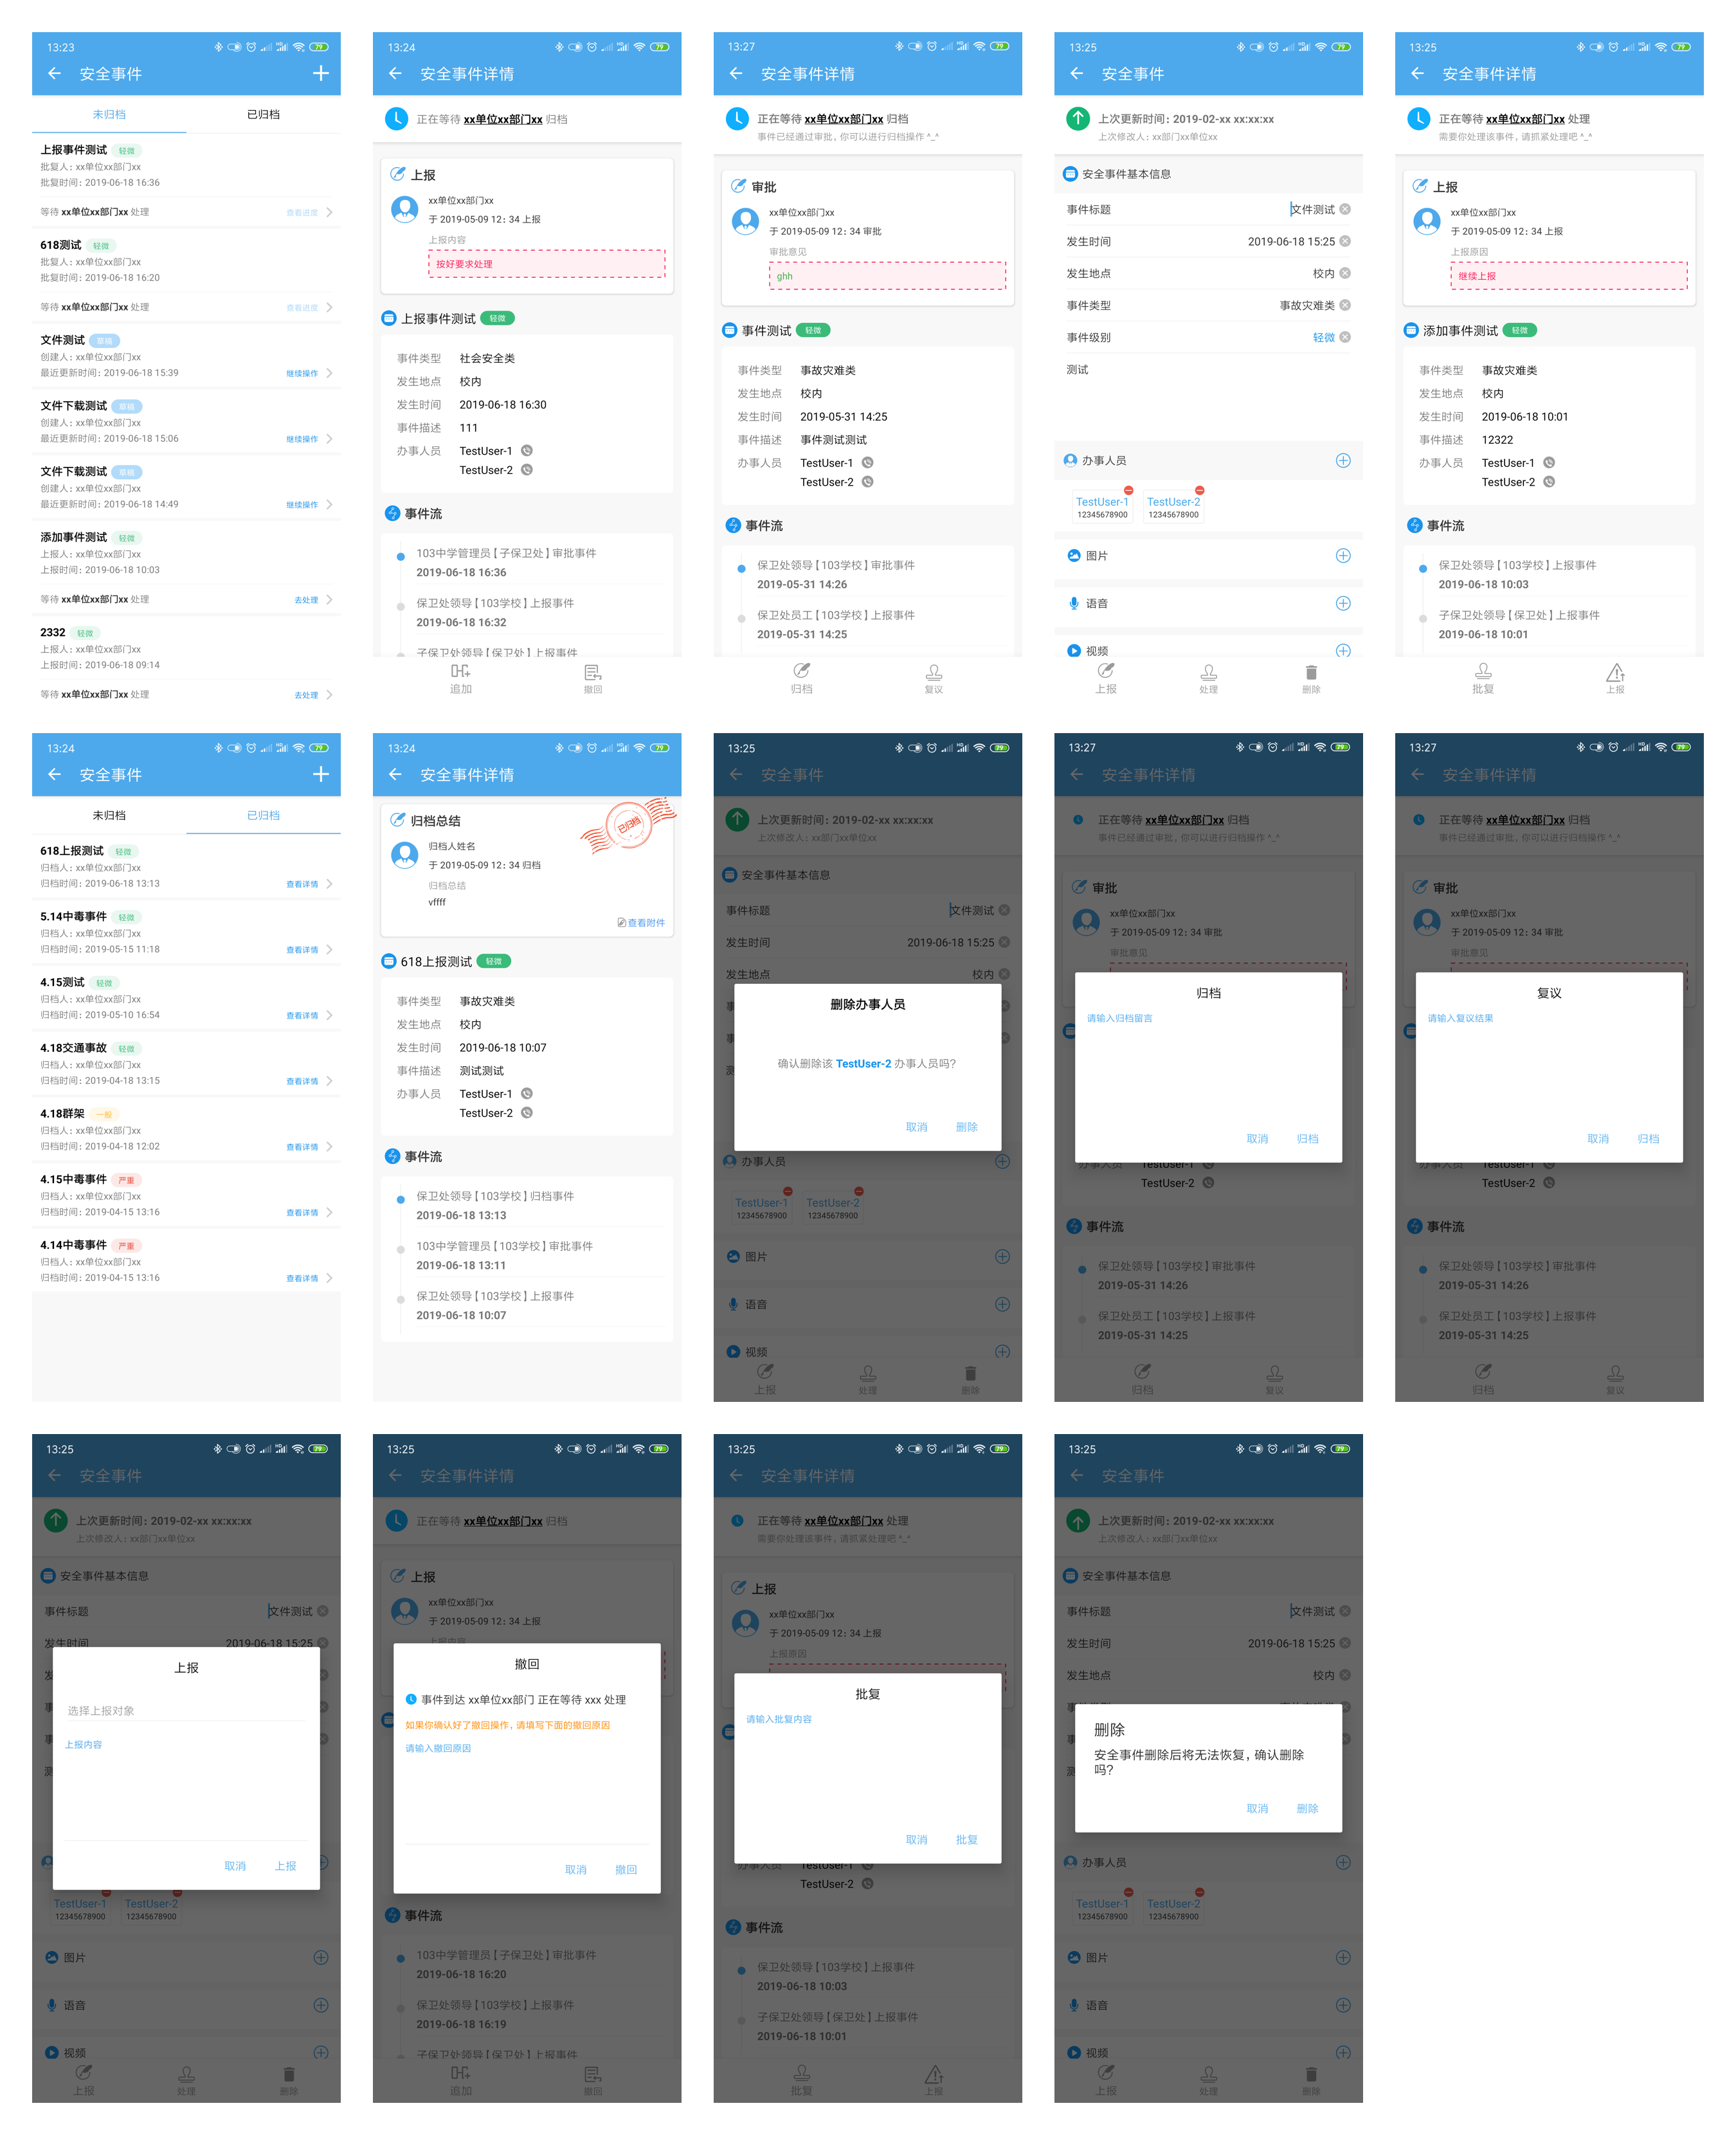 13:23
安全事件
未归档 已归档
上报事件测试 轻微
批复人：xx单位xx部门xx
批复时间：2019-06-18 16:36
等待 xx单位xx部门xx 处理 查看进度
618测试 轻微
批复人：xx单位xx部门xx
批复时间：2019-06-18 16:20
等待 xx单位xx部门xx 处理 查看进度
文件测试 草稿
创建人：xx单位xx部门xx
最近更新时间：2019-06-18 15:39 继续操作
文件下载测试 草稿
创建人：xx单位xx部门xx
最近更新时间：2019-06-18 15:06 继续操作
文件下载测试 草稿
创建人：xx单位xx部门xx
最近更新时间：2019-06-18 14:49 继续操作
添加事件测试 轻微
上报人：xx单位xx部门xx
上报时间：2019-06-18 10:03
等待 xx单位xx部门xx 处理 去处理
2332 轻微
上报人：xx单位xx部门xx
上报时间：2019-06-18 09:14
等待 xx单位xx部门xx 处理 去处理
13:24
安全事件详情
正在等待 xx单位xx部门xx 归档
上报
xx单位xx部门xx
于 2019-05-09 12：34 上报
上报内容
按好要求处理
上报事件测试 轻微
事件类型 社会安全类
发生地点 校内
发生时间 2019-06-18 16:30
事件描述 111
办事人员 TestUser-1
TestUser-2
事件流
103中学管理员【子保卫处】审批事件
2019-06-18 16:36
保卫处领导【103学校】上报事件
2019-06-18 16:32
子保卫处领导【保卫处】上报事件
追加 撤回
13:27
安全事件详情
正在等待 xx单位xx部门xx 归档
事件已经通过审批，你可以进行归档操作 ^_^
审批
xx单位xx部门xx
于 2019-05-09 12：34 审批
审批意见
ghh
事件测试 轻微
事件类型 事故灾难类
发生地点 校内
发生时间 2019-05-31 14:25
事件描述 事件测试测试
办事人员 TestUser-1
TestUser-2
事件流
保卫处领导【103学校】审批事件
2019-05-31 14:26
保卫处员工【103学校】上报事件
2019-05-31 14:25
归档 复议
13:25
安全事件
上次更新时间：2019-02-xx xx:xx:xx
上次修改人：xx部门xx单位xx
安全事件基本信息
事件标题 文件测试
发生时间 2019-06-18 15:25
发生地点 校内
事件类型 事故灾难类
事件级别 轻微
测试
办事人员
TestUser-1 TestUser-2
12345678900 12345678900
图片
语音
视频
上报 处理 删除
13:25
安全事件详情
正在等待 xx单位xx部门xx 处理
需要你处理该事件，请抓紧处理吧 ^_^
上报
xx单位xx部门xx
于 2019-05-09 12：34 上报
上报原因
继续上报
添加事件测试 轻微
事件类型 事故灾难类
发生地点 校内
发生时间 2019-06-18 10:01
事件描述 12322
办事人员 TestUser-1
TestUser-2
事件流
保卫处领导【103学校】上报事件
2019-06-18 10:03
子保卫处领导【保卫处】上报事件
2019-06-18 10:01
批复 上报
13:24
安全事件
未归档 已归档
618上报测试 轻微
归档人：xx单位xx部门xx
归档时间：2019-06-18 13:13 查看详情
5.14中毒事件 轻微
归档人：xx单位xx部门xx
归档时间：2019-05-15 11:18 查看详情
4.15测试 轻微
归档人：xx单位xx部门xx
归档时间：2019-05-10 16:54 查看详情
4.18交通事故 轻微
归档人：xx单位xx部门xx
归档时间：2019-04-18 13:15 查看详情
4.18群架 一般
归档人：xx单位xx部门xx
归档时间：2019-04-18 12:02 查看详情
4.15中毒事件 严重
归档人：xx单位xx部门xx
归档时间：2019-04-15 13:16 查看详情
4.14中毒事件 严重
归档人：xx单位xx部门xx
归档时间：2019-04-15 13:16 查看详情
13:24
安全事件详情
归档总结
已归档
归档人姓名
于 2019-05-09 12：34 归档
归档总结
vffff
查看附件
618上报测试 轻微
事件类型 事故灾难类
发生地点 校内
发生时间 2019-06-18 10:07
事件描述 测试测试
办事人员 TestUser-1
TestUser-2
事件流
保卫处领导【103学校】归档事件
2019-06-18 13:13
103中学管理员【103学校】审批事件
2019-06-18 13:11
保卫处领导【103学校】上报事件
2019-06-18 10:07
13:25
安全事件
上次更新时间：2019-02-xx xx:xx:xx
上次修改人：xx部门xx单位xx
安全事件基本信息
事件标题 文件测试
发生时间 2019-06-18 15:25
发生地点 校内
删除办事人员
确认删除该 TestUser-2 办事人员吗？
取消 删除
办事人员
TestUser-1 TestUser-2
12345678900 12345678900
图片
语音
视频
上报 处理 删除
13:27
安全事件详情
正在等待 xx单位xx部门xx 归档
事件已经通过审批，你可以进行归档操作 ^_^
审批
xx单位xx部门xx
于 2019-05-09 12：34 审批
审批意见
归档
请输入归档留言
取消 归档
办事人员 TestUser-1
TestUser-2
事件流
保卫处领导【103学校】审批事件
2019-05-31 14:26
保卫处员工【103学校】上报事件
2019-05-31 14:25
归档 复议
13:27
安全事件详情
正在等待 xx单位xx部门xx 归档
事件已经通过审批，你可以进行归档操作 ^_^
审批
xx单位xx部门xx
于 2019-05-09 12：34 审批
审批意见
复议
请输入复议结果
取消 归档
办事人员 TestUser-1
TestUser-2
事件流
保卫处领导【103学校】审批事件
2019-05-31 14:26
保卫处员工【103学校】上报事件
2019-05-31 14:25
归档 复议
13:25
安全事件
上次更新时间：2019-02-xx xx:xx:xx
上次修改人：xx部门xx单位xx
安全事件基本信息
事件标题 文件测试
发生时间 2019-06-18 15:25
上报
选择上报对象
上报内容
取消 上报
TestUser-1 TestUser-2
12345678900 12345678900
图片
语音
视频
上报 处理 删除
13:25
安全事件详情
正在等待 xx单位xx部门xx 归档
上报
xx单位xx部门xx
于 2019-05-09 12：34 上报
上报内容
撤回
事件到达 xx单位xx部门 正在等待 xxx 处理
如果你确认好了撤回操作，请填写下面的撤回原因
请输入撤回原因
取消 撤回
事件流
103中学管理员【子保卫处】审批事件
2019-06-18 16:20
保卫处领导【103学校】上报事件
2019-06-18 16:19
子保卫处领导【保卫处】上报事件
追加 撤回
13:25
安全事件详情
正在等待 xx单位xx部门xx 处理
需要你处理该事件，请抓紧处理吧 ^_^
上报
xx单位xx部门xx
于 2019-05-09 12：34 上报
上报原因
批复
请输入批复内容
取消 批复
办事人员 TestUser-1
TestUser-2
事件流
保卫处领导【103学校】上报事件
2019-06-18 10:03
子保卫处领导【保卫处】上报事件
2019-06-18 10:01
批复 上报
13:25
安全事件
上次更新时间：2019-02-xx xx:xx:xx
上次修改人：xx部门xx单位xx
安全事件基本信息
事件标题 文件测试
发生时间 2019-06-18 15:25
发生地点 校内
删除
安全事件删除后将无法恢复，确认删除
吗？
取消 删除
办事人员
TestUser-1 TestUser-2
12345678900 12345678900
图片
语音
视频
上报 处理 删除